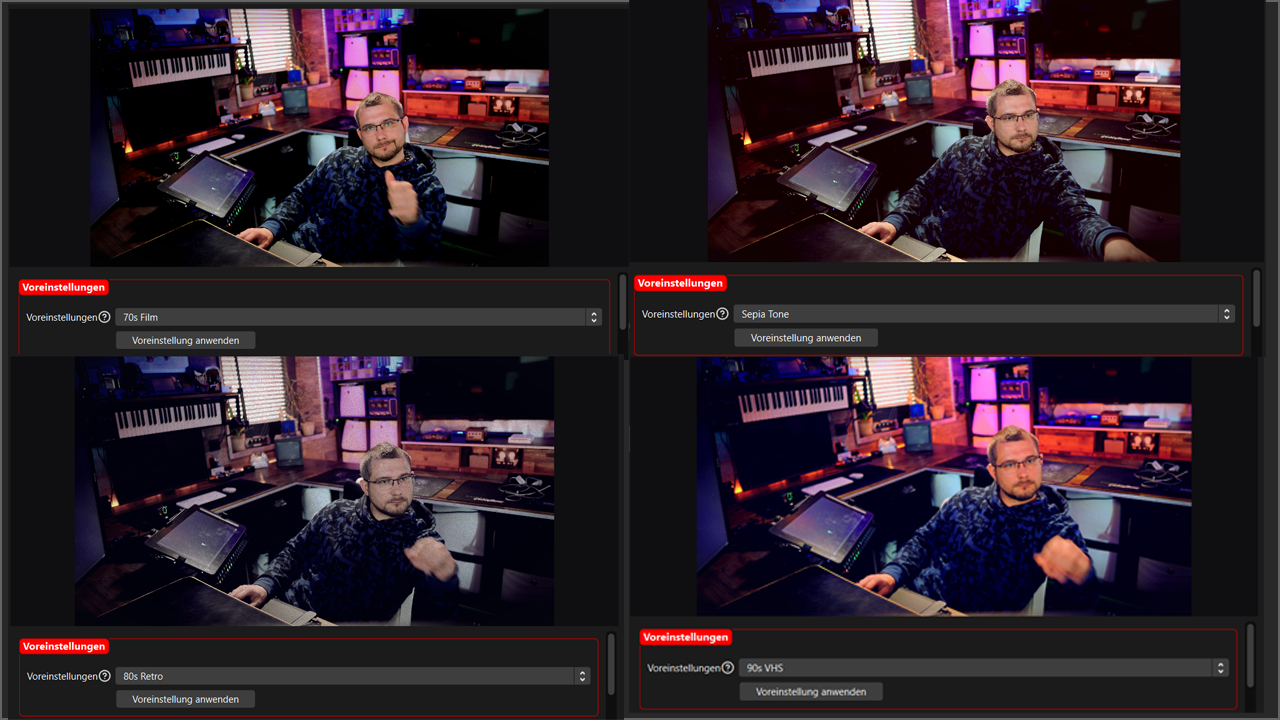 Voreinstellungen
Voreinstellungen ? 70s Film
Voreinstellung anwenden
Voreinstellungen
Voreinstellungen ? Sepia Tone
Voreinstellung anwenden
Voreinstellungen
Voreinstellungen ? 80s Retro
Voreinstellung anwenden
Voreinstellungen
Voreinstellungen ? 90s VHS
Voreinstellung anwenden